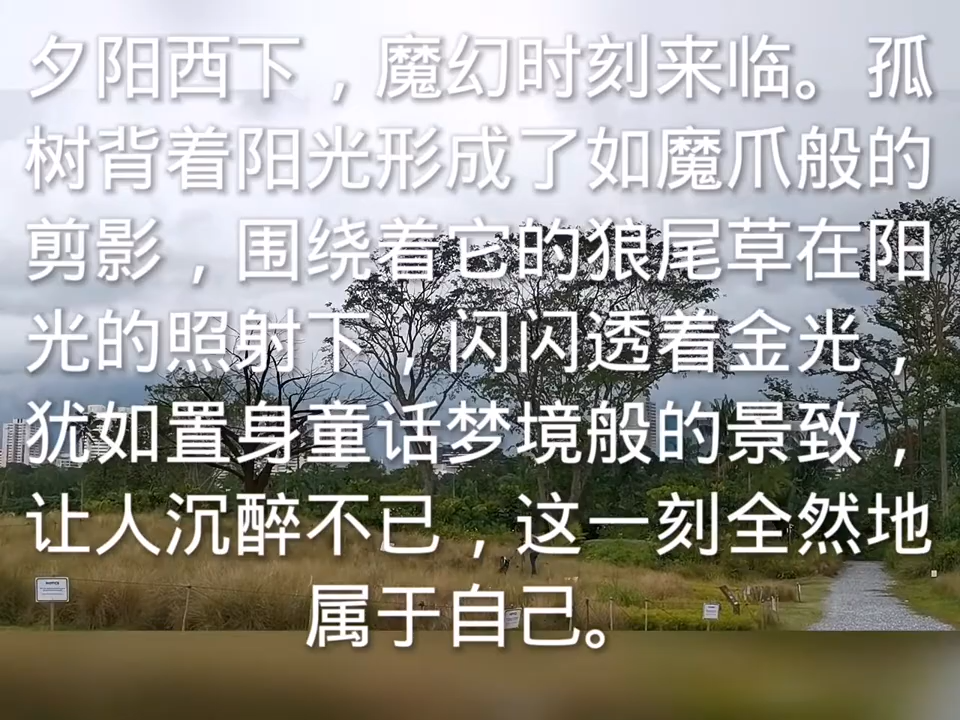 夕阳西下，魔幻时刻来临。孤
树背着阳光形成了如魔爪般的
剪影，围绕着它的狼尾草在阳
光的照射下，闪闪透着金光，
犹如置身童话梦境般的景致，
让人沉醉不已，这一刻全然地
属于自己。